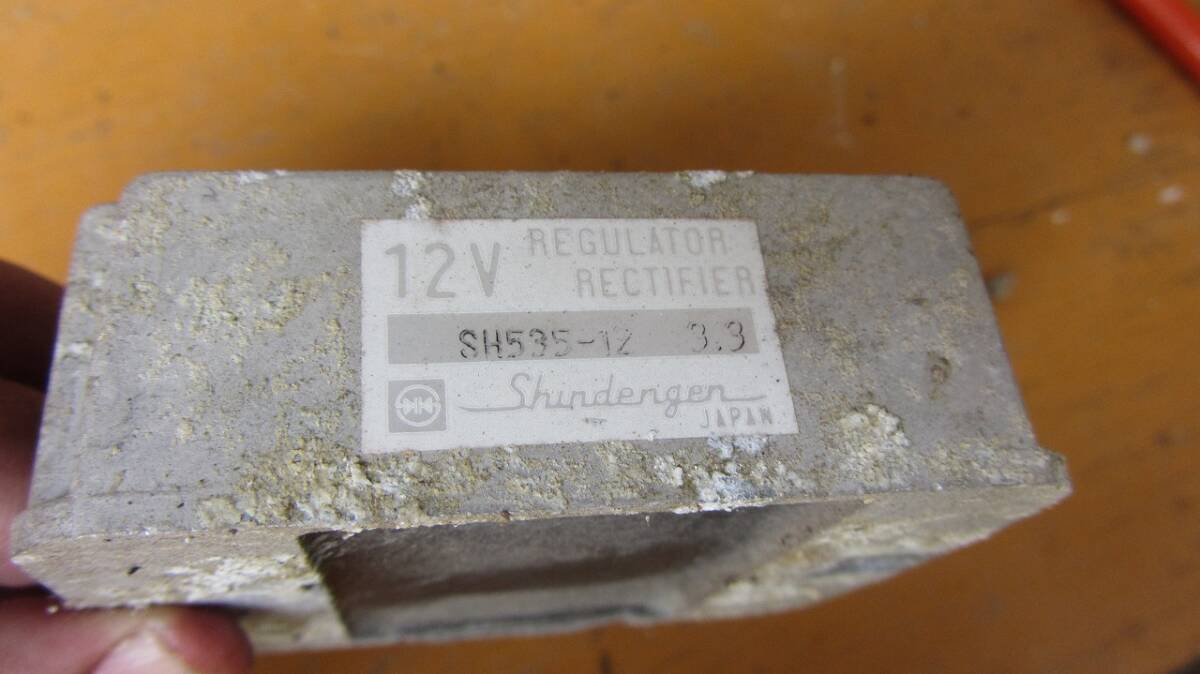 12V REGULATOR
RECTIFIER
SH535-12 3.3
Shindengen
JAPAN